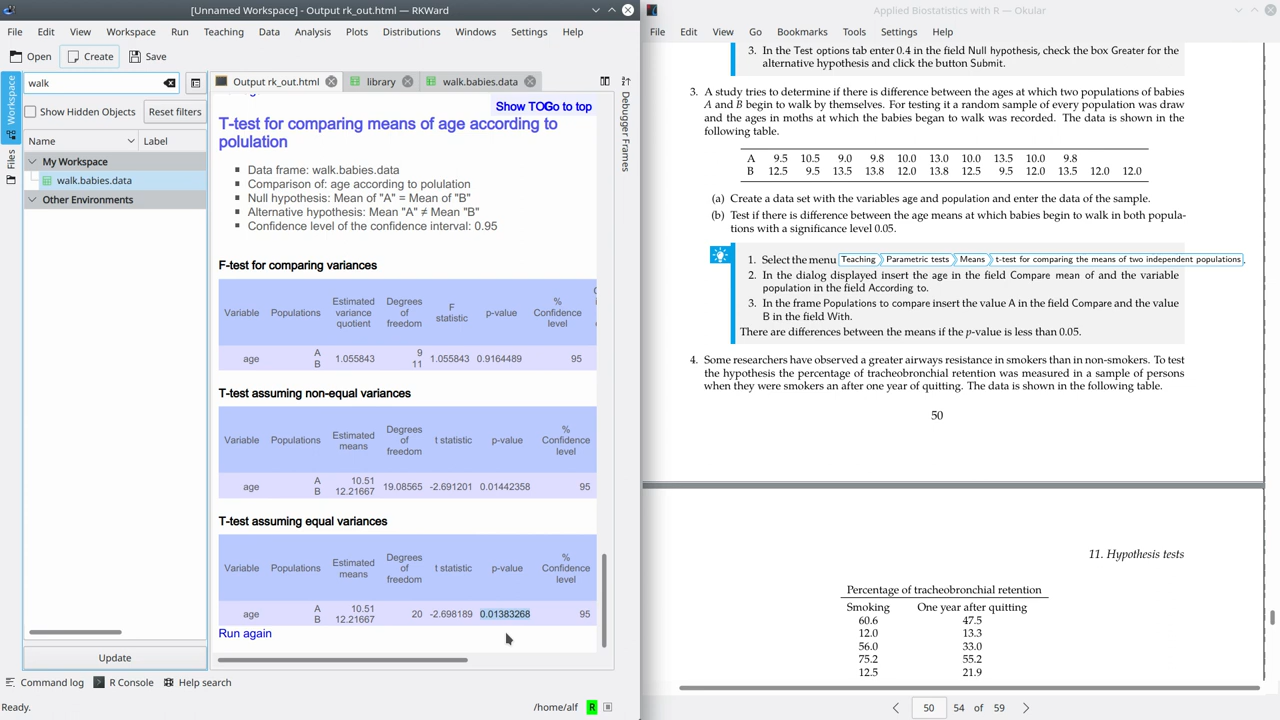 [Unnamed Workspace] - Output rk_out.html — RKWard
File Edit View Workspace Run Teaching Data Analysis Plots Distributions Windows Settings Help
Open Create Save
walk
Show Hidden Objects Reset filters
Name Label
My Workspace
walk.babies.data
Other Environments
Update
Workspace
Files
Output rk_out.html library walk.babies.data
Debugger Frames
Show TOGo to top
T-test for comparing means of age according to
polulation
Data frame: walk.babies.data
Comparison of: age according to polulation
Null hypothesis: Mean of "A" = Mean of "B"
Alternative hypothesis: Mean "A" ≠ Mean "B"
Confidence level of the confidence interval: 0.95
F-test for comparing variances
Variable Populations Estimated variance quotient Degrees of freedom F statistic p-value % Confidence level
age A B 1.055843 9 11 1.055843 0.9164489 95
T-test assuming non-equal variances
Variable Populations Estimated means Degrees of freedom t statistic p-value % Confidence level
age A B 10.51 12.21667 19.08565 -2.691201 0.01442358 95
T-test assuming equal variances
Variable Populations Estimated means Degrees of freedom t statistic p-value % Confidence level
age A B 10.51 12.21667 20 -2.698189 0.01383268 95
Run again
Command log R Console Help search
Ready. /home/alf R
Applied Biostatistics with R — Okular
File Edit View Go Bookmarks Tools Settings Help
3. In the Test options tab enter 0.4 in the field Null hypothesis, check the box Greater for the
alternative hypothesis and click the button Submit.
3. A study tries to determine if there is difference between the ages at which two populations of babies
A and B begin to walk by themselves. For testing it a random sample of every population was draw
and the ages in moths at which the babies began to walk was recorded. The data is shown in the
following table.
A 9.5 10.5 9.0 9.8 10.0 13.0 10.0 13.5 10.0 9.8
B 12.5 9.5 13.5 13.8 12.0 13.8 12.5 9.5 12.0 13.5 12.0 12.0
(a) Create a data set with the variables age and population and enter the data of the sample.
(b) Test if there is difference between the age means at which babies begin to walk in both popula-
tions with a significance level 0.05.
1. Select the menu Teaching Parametric tests Means t-test for comparing the means of two independent populations .
2. In the dialog displayed insert the age in the field Compare mean of and the variable
population in the field According to.
3. In the frame Populations to compare insert the value A in the field Compare and the value
B in the field With.
There are differences between the means if the p-value is less than 0.05.
4. Some researchers have observed a greater airways resistance in smokers than in non-smokers. To test
the hypothesis the percentage of tracheobronchial retention was measured in a sample of persons
when they were smokers an after one year of quitting. The data is shown in the following table.
50
11. Hypothesis tests
Percentage of tracheobronchial retention
Smoking One year after quitting
60.6 47.5
12.0 13.3
56.0 33.0
75.2 55.2
12.5 21.9
50 54 of 59